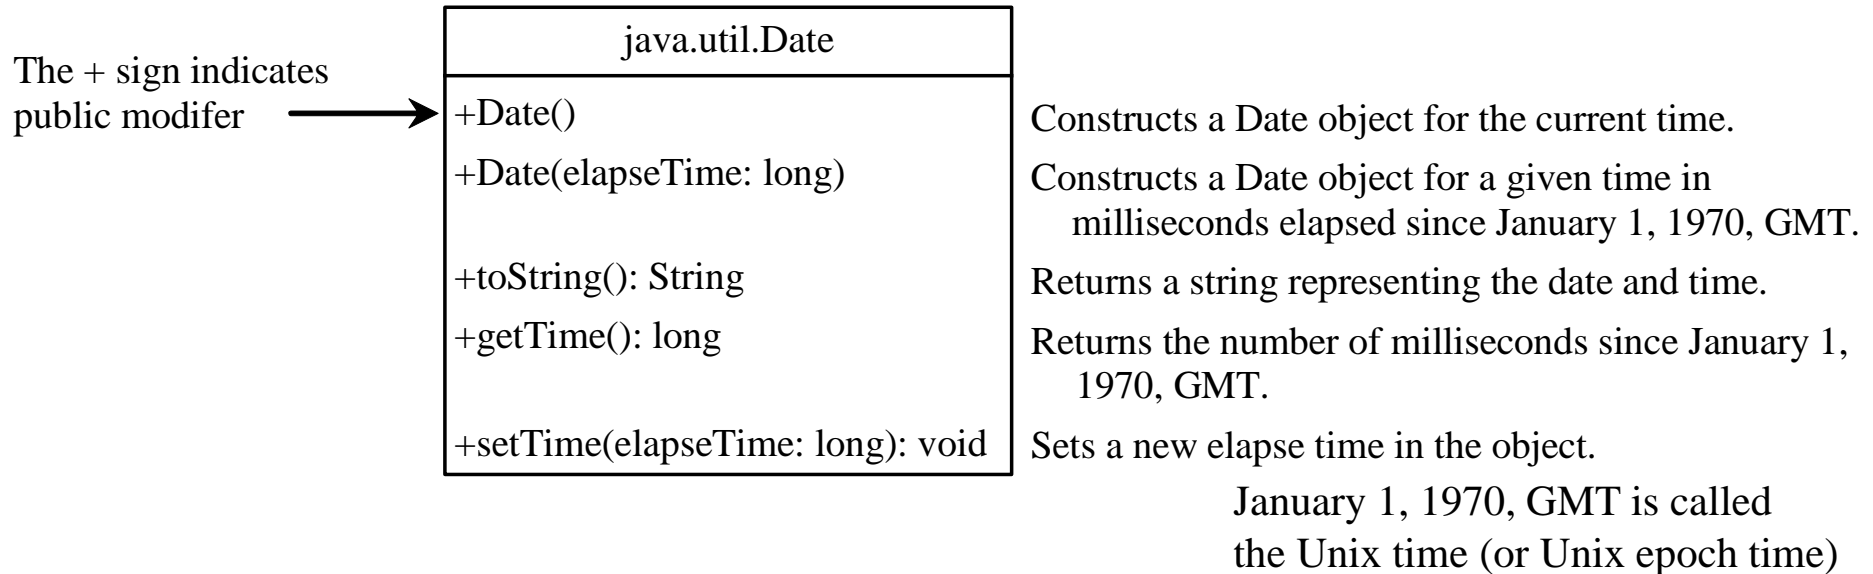 java.util.Date
The + sign indicates
public modifer
+Date()
Constructs a Date object for the current time.
+Date(elapseTime: long)
Constructs a Date object for a given time in
milliseconds elapsed since January 1, 1970, GMT.
+toString(): String
Returns a string representing the date and time.
+getTime(): long
Returns the number of milliseconds since January 1,
1970, GMT.
+setTime(elapseTime: long): void
Sets a new elapse time in the object.
January 1, 1970, GMT is called
the Unix time (or Unix epoch time)